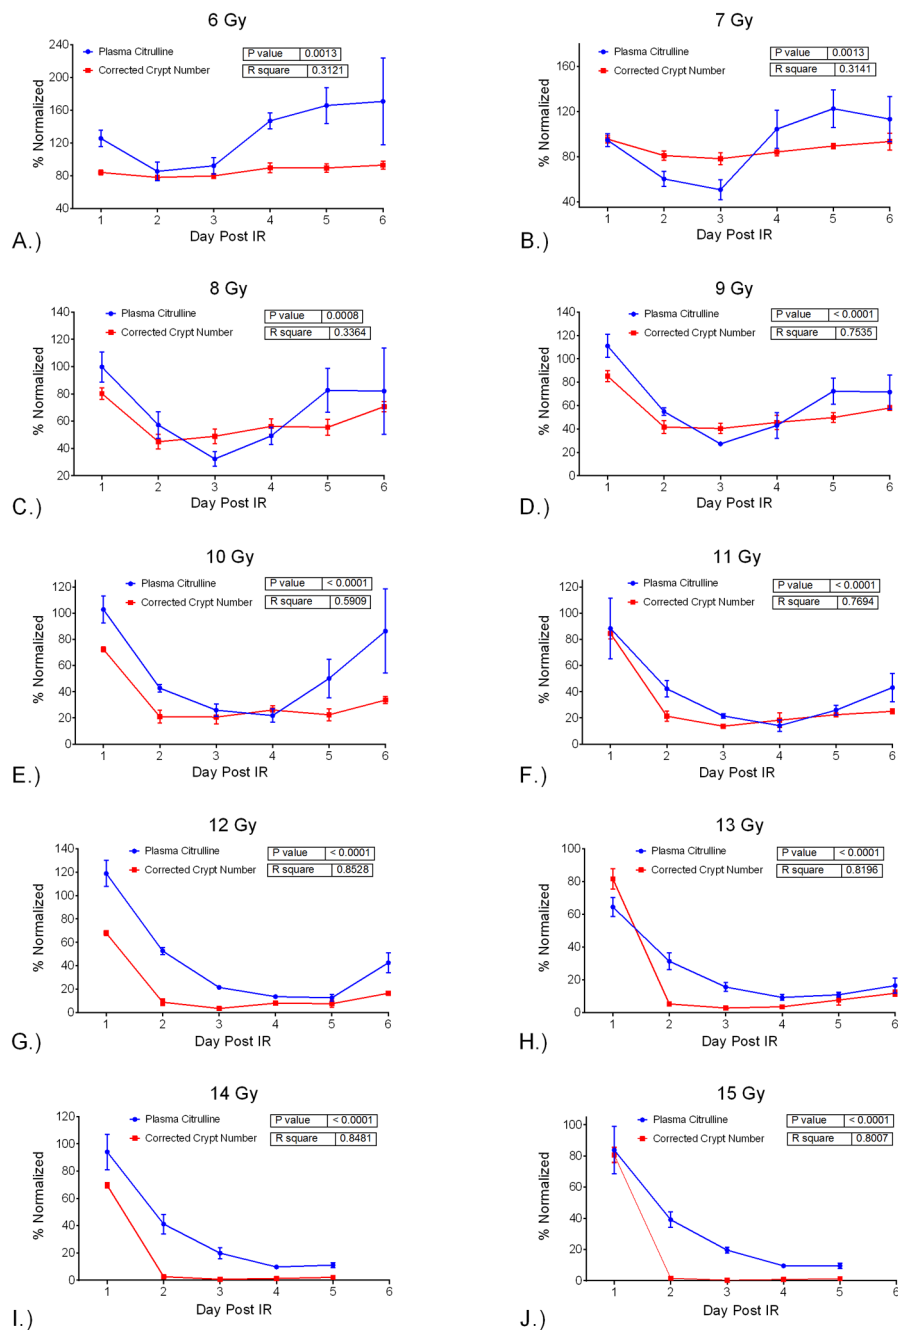 6 Gy
Plasma Citrulline
Corrected Crypt Number
P value 0.0013
R square 0.3121
% Normalized
240
200
160
120
80
40
1 2 3 4 5 6
Day Post IR
A.)
7 Gy
Plasma Citrulline
Corrected Crypt Number
P value 0.0013
R square 0.3141
% Normalized
160
120
80
40
1 2 3 4 5 6
Day Post IR
B.)
8 Gy
Plasma Citrulline
Corrected Crypt Number
P value 0.0008
R square 0.3364
% Normalized
140
120
100
80
60
40
20
1 2 3 4 5 6
Day Post IR
C.)
9 Gy
Plasma Citrulline
Corrected Crypt Number
P value < 0.0001
R square 0.7535
% Normalized
140
120
100
80
60
40
20
0
1 2 3 4 5 6
Day Post IR
D.)
10 Gy
Plasma Citrulline
Corrected Crypt Number
P value < 0.0001
R square 0.5909
% Normalized
120
100
80
60
40
20
0
1 2 3 4 5 6
Day Post IR
E.)
11 Gy
Plasma Citrulline
Corrected Crypt Number
P value < 0.0001
R square 0.7694
% Normalized
120
100
80
60
40
20
0
1 2 3 4 5 6
Day Post IR
F.)
12 Gy
Plasma Citrulline
Corrected Crypt Number
P value < 0.0001
R square 0.8528
% Normalized
140
120
100
80
60
40
20
0
1 2 3 4 5 6
Day Post IR
G.)
13 Gy
Plasma Citrulline
Corrected Crypt Number
P value < 0.0001
R square 0.8196
% Normalized
100
80
60
40
20
0
1 2 3 4 5 6
Day Post IR
H.)
14 Gy
Plasma Citrulline
Corrected Crypt Number
P value < 0.0001
R square 0.8481
% Normalized
120
100
80
60
40
20
0
1 2 3 4 5 6
Day Post IR
I.)
15 Gy
Plasma Citrulline
Corrected Crypt Number
P value < 0.0001
R square 0.8007
% Normalized
100
80
60
40
20
0
1 2 3 4 5 6
Day Post IR
J.)